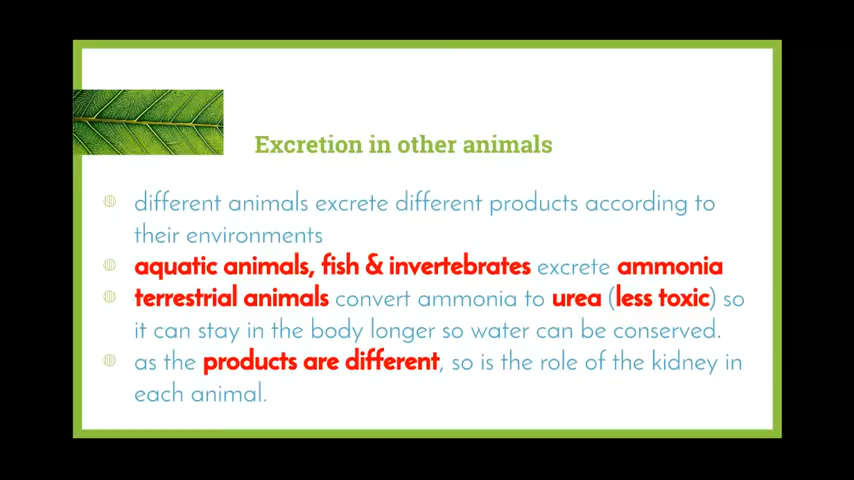 Excretion in other animals
different animals excrete different products according to
their environments
aquatic animals, fish & invertebrates excrete ammonia
terrestrial animals convert ammonia to urea (less toxic) so
it can stay in the body longer so water can be conserved.
as the products are different, so is the role of the kidney in
each animal.